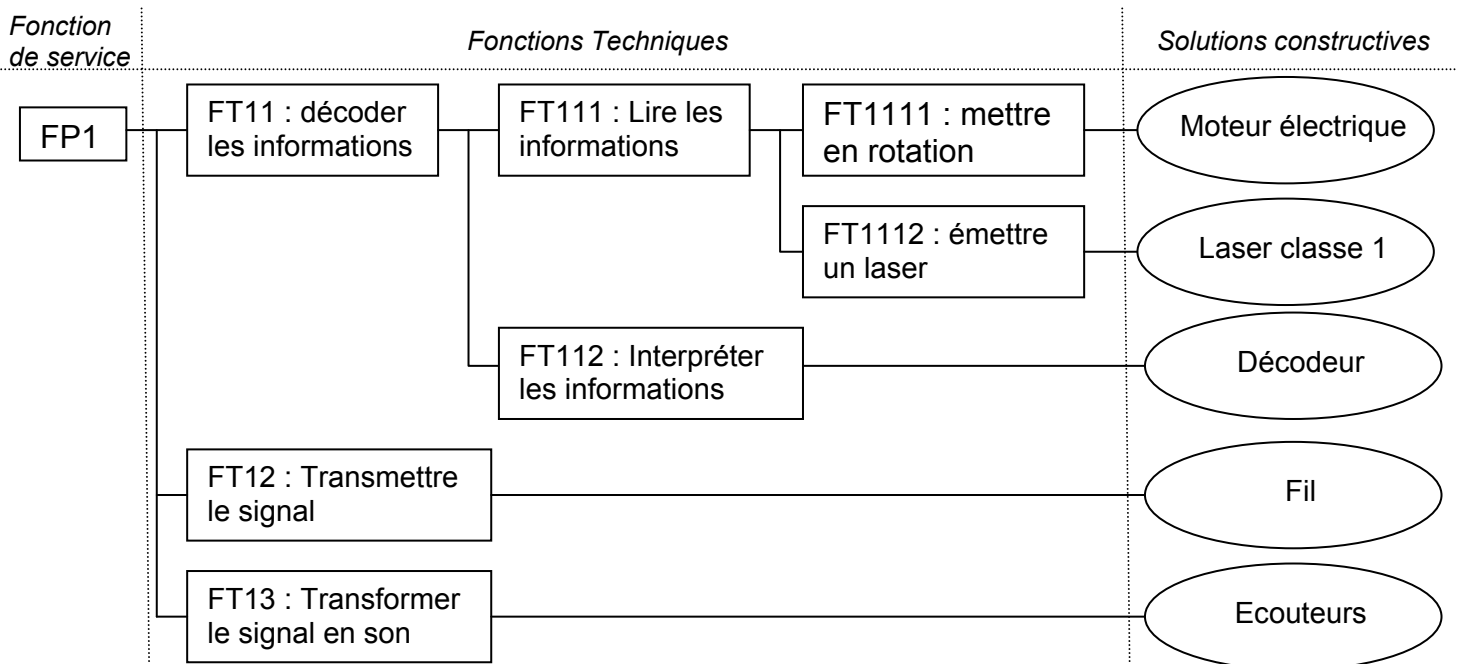 Fonction
de service
Fonctions Techniques
Solutions constructives
FP1
FT11 : décoder
les informations
FT111 : Lire les
informations
FT1111 : mettre
en rotation
Moteur électrique
FT1112 : émettre
un laser
Laser classe 1
FT112 : Interpréter
les informations
Décodeur
FT12 : Transmettre
le signal
Fil
FT13 : Transformer
le signal en son
Ecouteurs